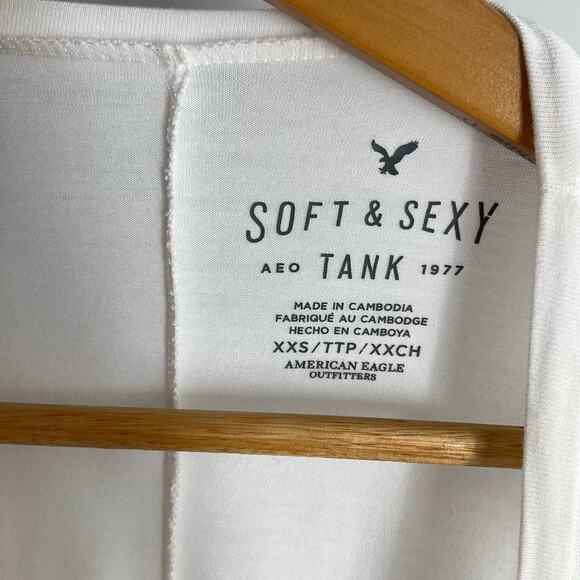 SOFT & SEXY
AEO TANK 1977
MADE IN CAMBODIA
FABRIQUÉ AU CAMBODGE
HECHO EN CAMBOYA
XXS/TTP/XXCH
AMERICAN EAGLE
OUTFITTERS